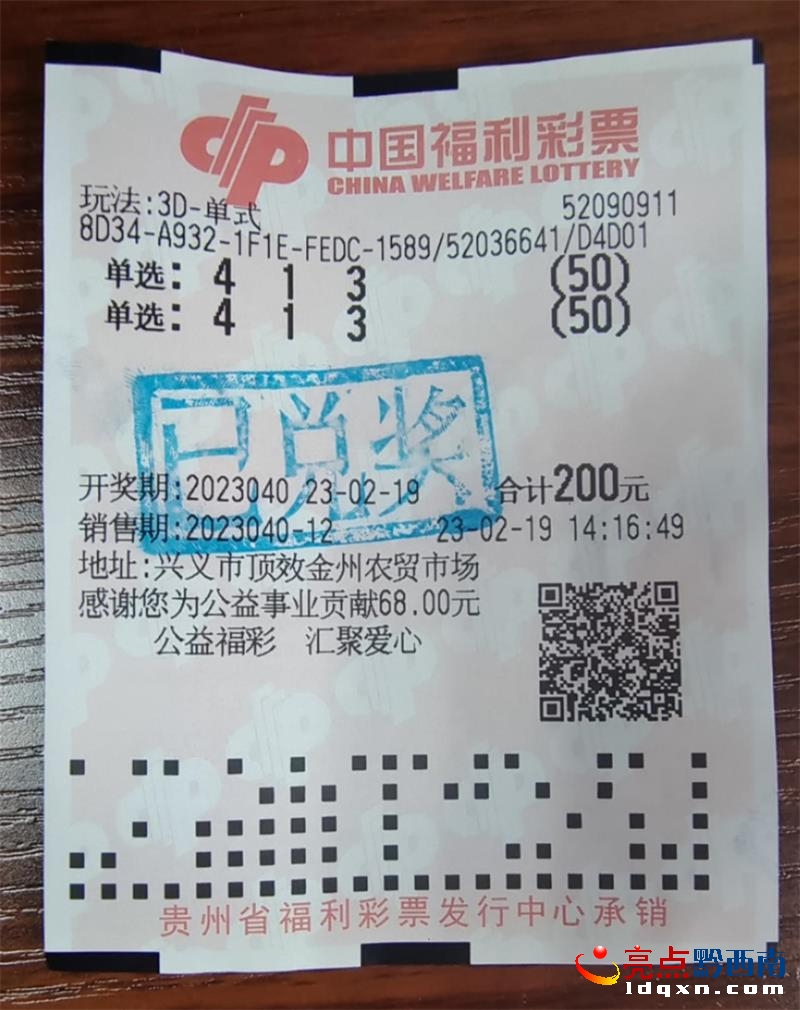 中国福利彩票
CHINA WELFARE LOTTERY
玩法:3D-单式 52090911
8D34-A932-1F1E-FEDC-1589/52036641/D4D01
单选: 4 1 3 (50)
单选: 4 1 3 (50)
已兑奖
开奖期:2023040 23-02-19 合计200元
销售期:2023040-12 23-02-19 14:16:49
地址:兴义市顶效金州农贸市场
感谢您为公益事业贡献68.00元
公益福彩 汇聚爱心
贵州省福利彩票发行中心承销
亮点黔西南
ldqxn.com